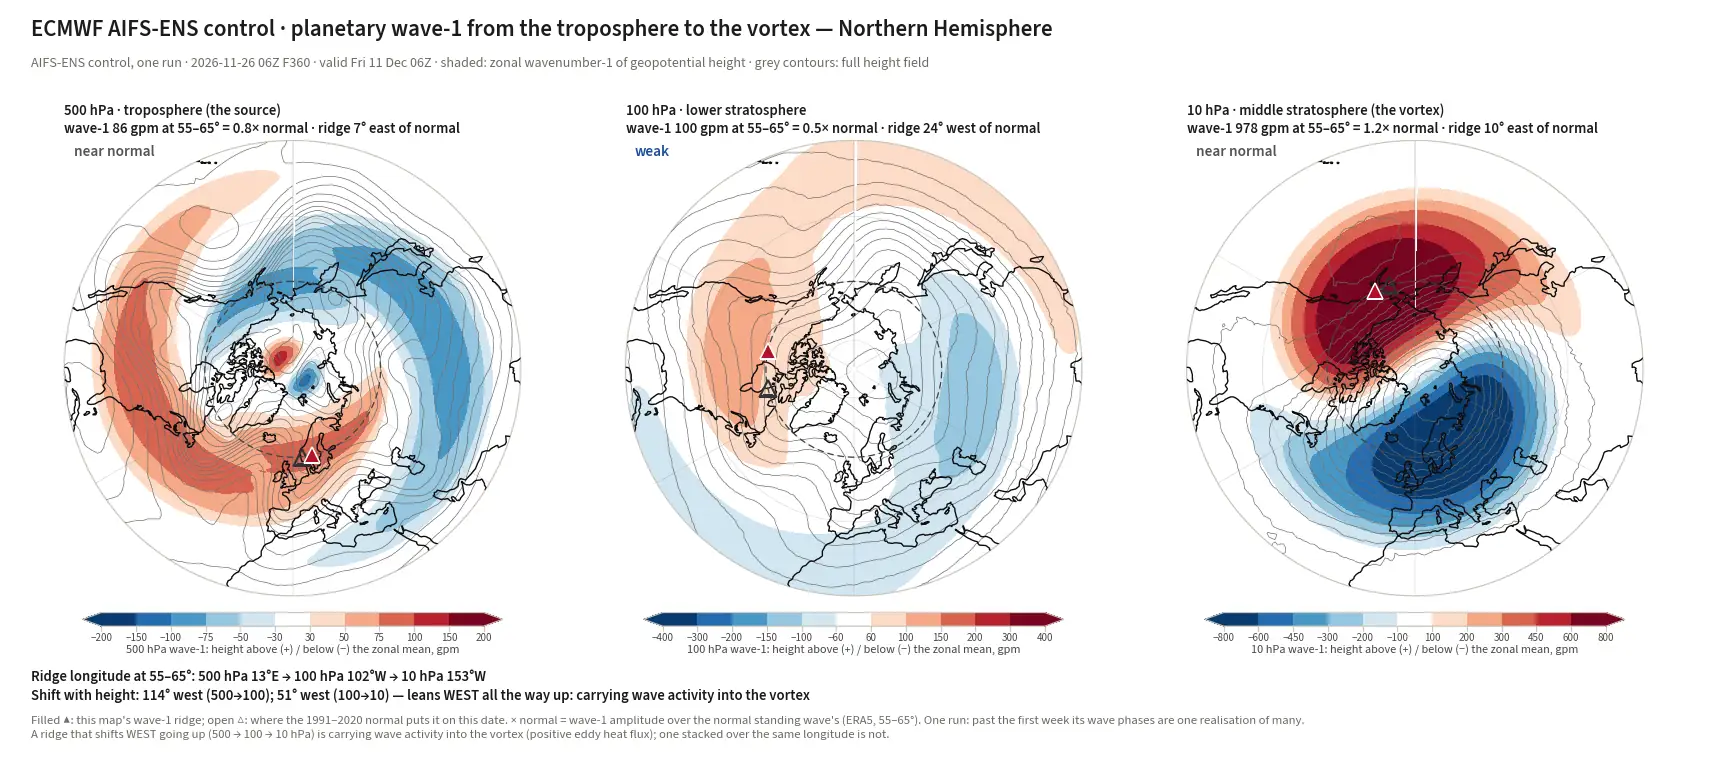 ECMWF AIFS-ENS control · planetary wave-1 from the troposphere to the vortex — Northern Hemisphere
AIFS-ENS control, one run · 2026-11-26 06Z F360 · valid Fri 11 Dec 06Z · shaded: zonal wavenumber-1 of geopotential height · grey contours: full height field
500 hPa · troposphere (the source)
wave-1 86 gpm at 55–65° = 0.8× normal · ridge 7° east of normal
near normal
100 hPa · lower stratosphere
wave-1 100 gpm at 55–65° = 0.5× normal · ridge 24° west of normal
weak
10 hPa · middle stratosphere (the vortex)
wave-1 978 gpm at 55–65° = 1.2× normal · ridge 10° east of normal
near normal
−200 −150 −100 −75 −50 −30 30 50 75 100 150 200
500 hPa wave-1: height above (+) / below (−) the zonal mean, gpm
−400 −300 −200 −150 −100 −60 60 100 150 200 300 400
100 hPa wave-1: height above (+) / below (−) the zonal mean, gpm
−800 −600 −450 −300 −200 −100 100 200 300 450 600 800
10 hPa wave-1: height above (+) / below (−) the zonal mean, gpm
Ridge longitude at 55–65°: 500 hPa 13°E → 100 hPa 102°W → 10 hPa 153°W
Shift with height: 114° west (500→100); 51° west (100→10) — leans WEST all the way up: carrying wave activity into the vortex
Filled ▲: this map's wave-1 ridge; open △: where the 1991–2020 normal puts it on this date. × normal = wave-1 amplitude over the normal standing wave's (ERA5, 55–65°). One run: past the first week its wave phases are one realisation of many.
A ridge that shifts WEST going up (500 → 100 → 10 hPa) is carrying wave activity into the vortex (positive eddy heat flux); one stacked over the same longitude is not.